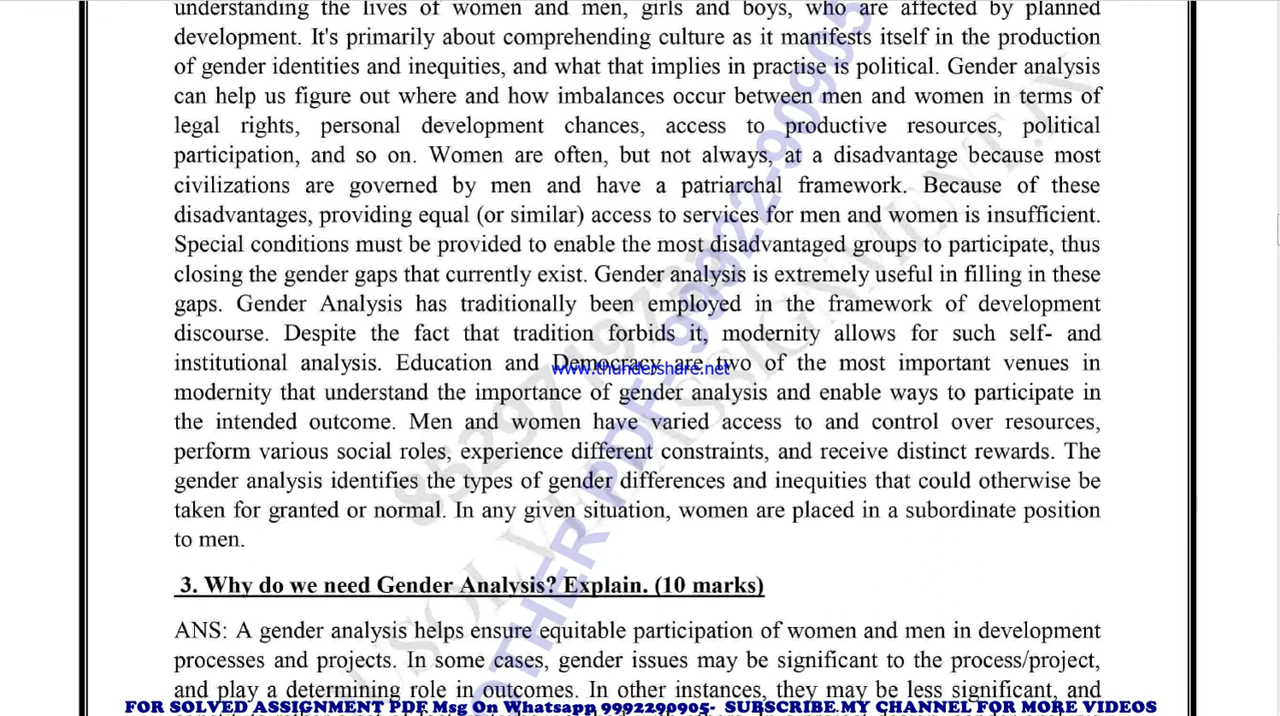 understanding the lives of women and men, girls and boys, who are affected by planned
development. It's primarily about comprehending culture as it manifests itself in the production
of gender identities and inequities, and what that implies in practise is political. Gender analysis
can help us figure out where and how imbalances occur between men and women in terms of
legal rights, personal development chances, access to productive resources, political
participation, and so on. Women are often, but not always, at a disadvantage because most
civilizations are governed by men and have a patriarchal framework. Because of these
disadvantages, providing equal (or similar) access to services for men and women is insufficient.
Special conditions must be provided to enable the most disadvantaged groups to participate, thus
closing the gender gaps that currently exist. Gender analysis is extremely useful in filling in these
gaps. Gender Analysis has traditionally been employed in the framework of development
discourse. Despite the fact that tradition forbids it, modernity allows for such self- and
institutional analysis. Education and Democracy are two of the most important venues in
www.thundershare.net
modernity that understand the importance of gender analysis and enable ways to participate in
the intended outcome. Men and women have varied access to and control over resources,
perform various social roles, experience different constraints, and receive distinct rewards. The
gender analysis identifies the types of gender differences and inequities that could otherwise be
taken for granted or normal. In any given situation, women are placed in a subordinate position
to men.
3. Why do we need Gender Analysis? Explain. (10 marks)
ANS: A gender analysis helps ensure equitable participation of women and men in development
processes and projects. In some cases, gender issues may be significant to the process/project,
and play a determining role in outcomes. In other instances, they may be less significant, and
FOR SOLVED ASSIGNMENT PDF Msg On Whatsapp 9992290905- SUBSCRIBE MY CHANNEL FOR MORE VIDEOS